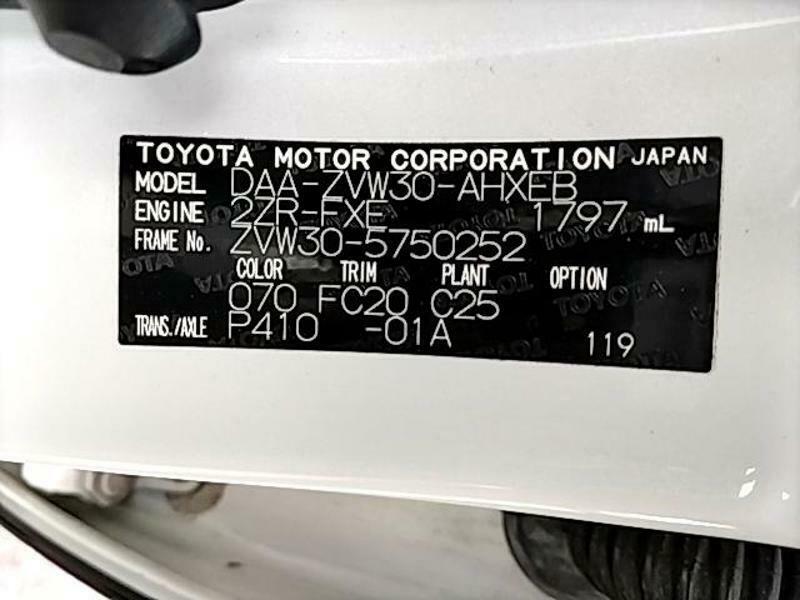 TOYOTA MOTOR CORPORATION JAPAN
MODEL DAA-ZVW30-AHXEB
ENGINE 2ZR-FXE 1797 mL
FRAME No. ZVW30-5750252
COLOR TRIM PLANT OPTION
070 FC20 C25
TRANS./AXLE P410 -01A 119